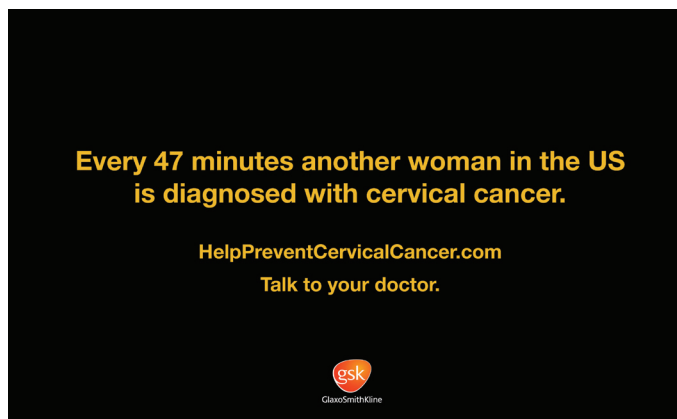 Every 47 minutes another woman in the US
is diagnosed with cervical cancer.
HelpPreventCervicalCancer.com
Talk to your doctor.
gsk
GlaxoSmithKline